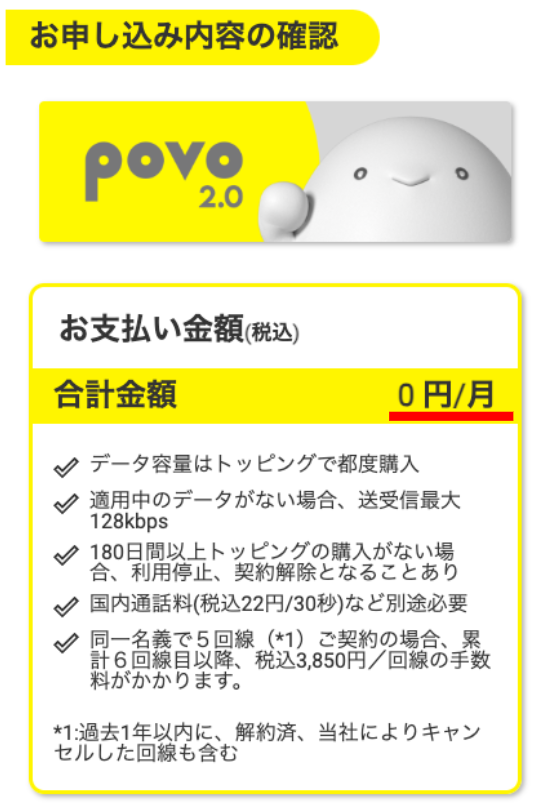 お申し込み内容の確認
povo
2.0
お支払い金額(税込)
合計金額 0 円/月
データ容量はトッピングで都度購入
適用中のデータがない場合、送受信最大
128kbps
180日間以上トッピングの購入がない場
合、利用停止、契約解除となることあり
国内通話料(税込22円/30秒)など別途必要
同一名義で５回線（*1）ご契約の場合、累
計６回線目以降、税込3,850円／回線の手数
料がかかります。
*1:過去1年以内に、解約済、当社によりキャン
セルした回線も含む